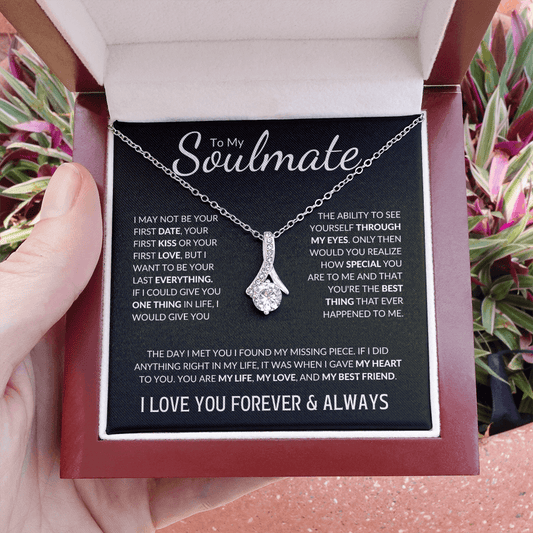 To My
Soulmate
I MAY NOT BE YOUR
FIRST DATE, YOUR
FIRST KISS OR YOUR
FIRST LOVE, BUT I
WANT TO BE YOUR
LAST EVERYTHING.
IF I COULD GIVE YOU
ONE THING IN LIFE, I
WOULD GIVE YOU
THE ABILITY TO SEE
YOURSELF THROUGH
MY EYES. ONLY THEN
WOULD YOU REALIZE
HOW SPECIAL YOU
ARE TO ME AND THAT
YOU'RE THE BEST
THING THAT EVER
HAPPENED TO ME.
THE DAY I MET YOU I FOUND MY MISSING PIECE. IF I DID
ANYTHING RIGHT IN MY LIFE, IT WAS WHEN I GAVE MY HEART
TO YOU. YOU ARE MY LIFE, MY LOVE, AND MY BEST FRIEND.
I LOVE YOU FOREVER & ALWAYS